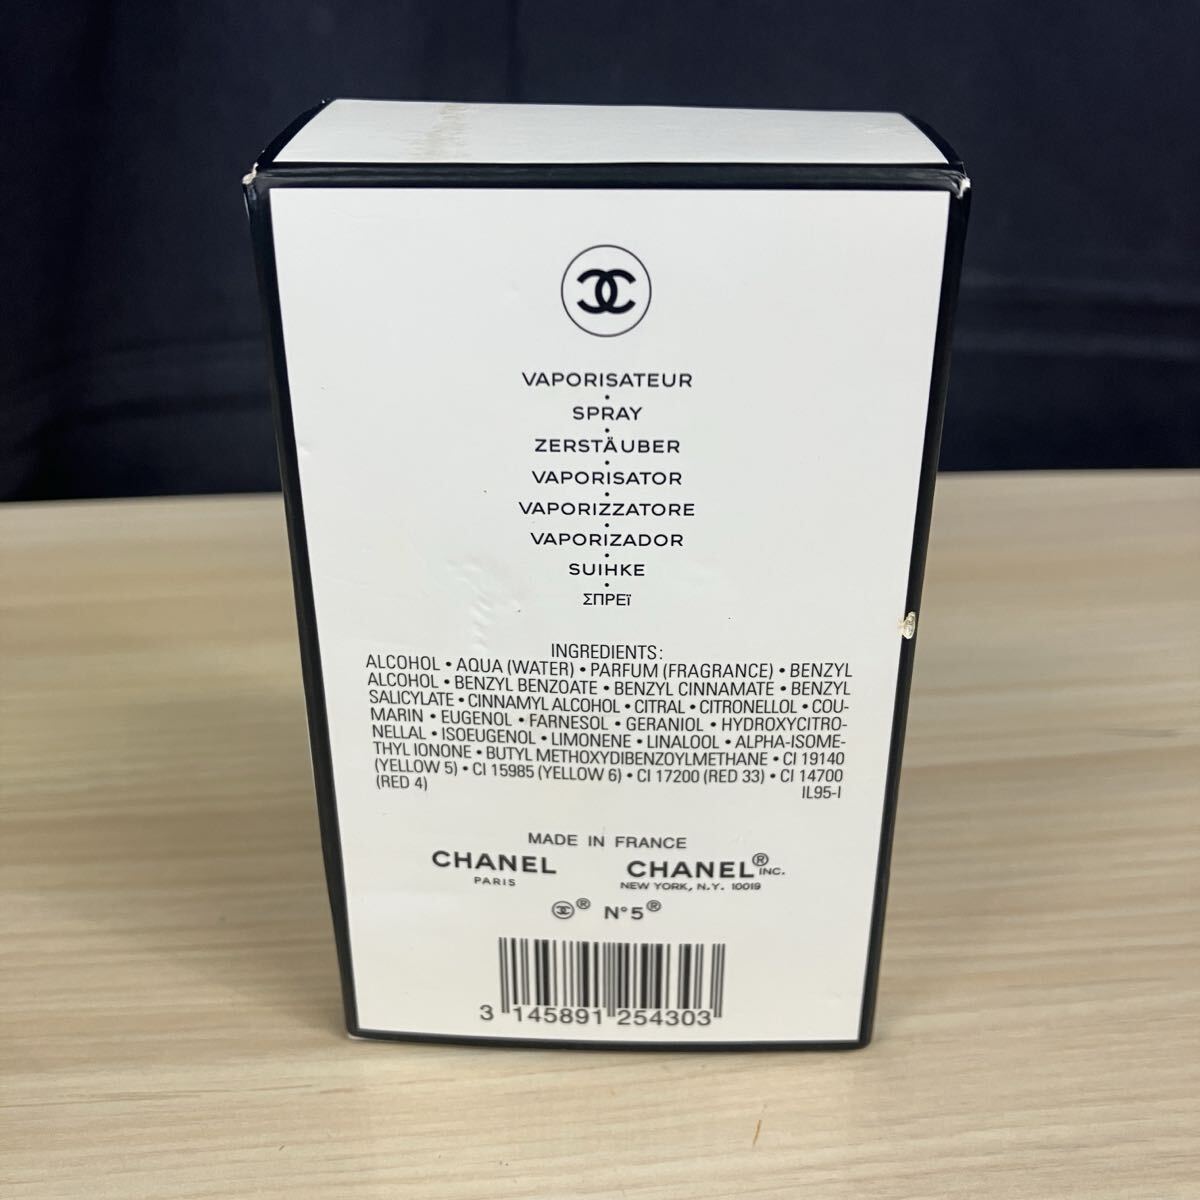 VAPORISATEUR
•
SPRAY
•
ZERSTÄUBER
•
VAPORISATOR
•
VAPORIZZATORE
•
VAPORIZADOR
•
SUIHKE
•
ΣΠΡΕϊ
INGREDIENTS:
ALCOHOL • AQUA (WATER) • PARFUM (FRAGRANCE) • BENZYL
ALCOHOL • BENZYL BENZOATE • BENZYL CINNAMATE • BENZYL
SALICYLATE • CINNAMYL ALCOHOL • CITRAL • CITRONELLOL • COU-
MARIN • EUGENOL • FARNESOL • GERANIOL • HYDROXYCITRO-
NELLAL • ISOEUGENOL • LIMONENE • LINALOOL • ALPHA-ISOME-
THYL IONONE • BUTYL METHOXYDIBENZOYLMETHANE • CI 19140
(YELLOW 5) • CI 15985 (YELLOW 6) • CI 17200 (RED 33) • CI 14700
(RED 4) IL95-I
MADE IN FRANCE
CHANEL CHANEL® INC.
PARIS NEW YORK, N.Y. 10019
® N°5®
3 145891 254303